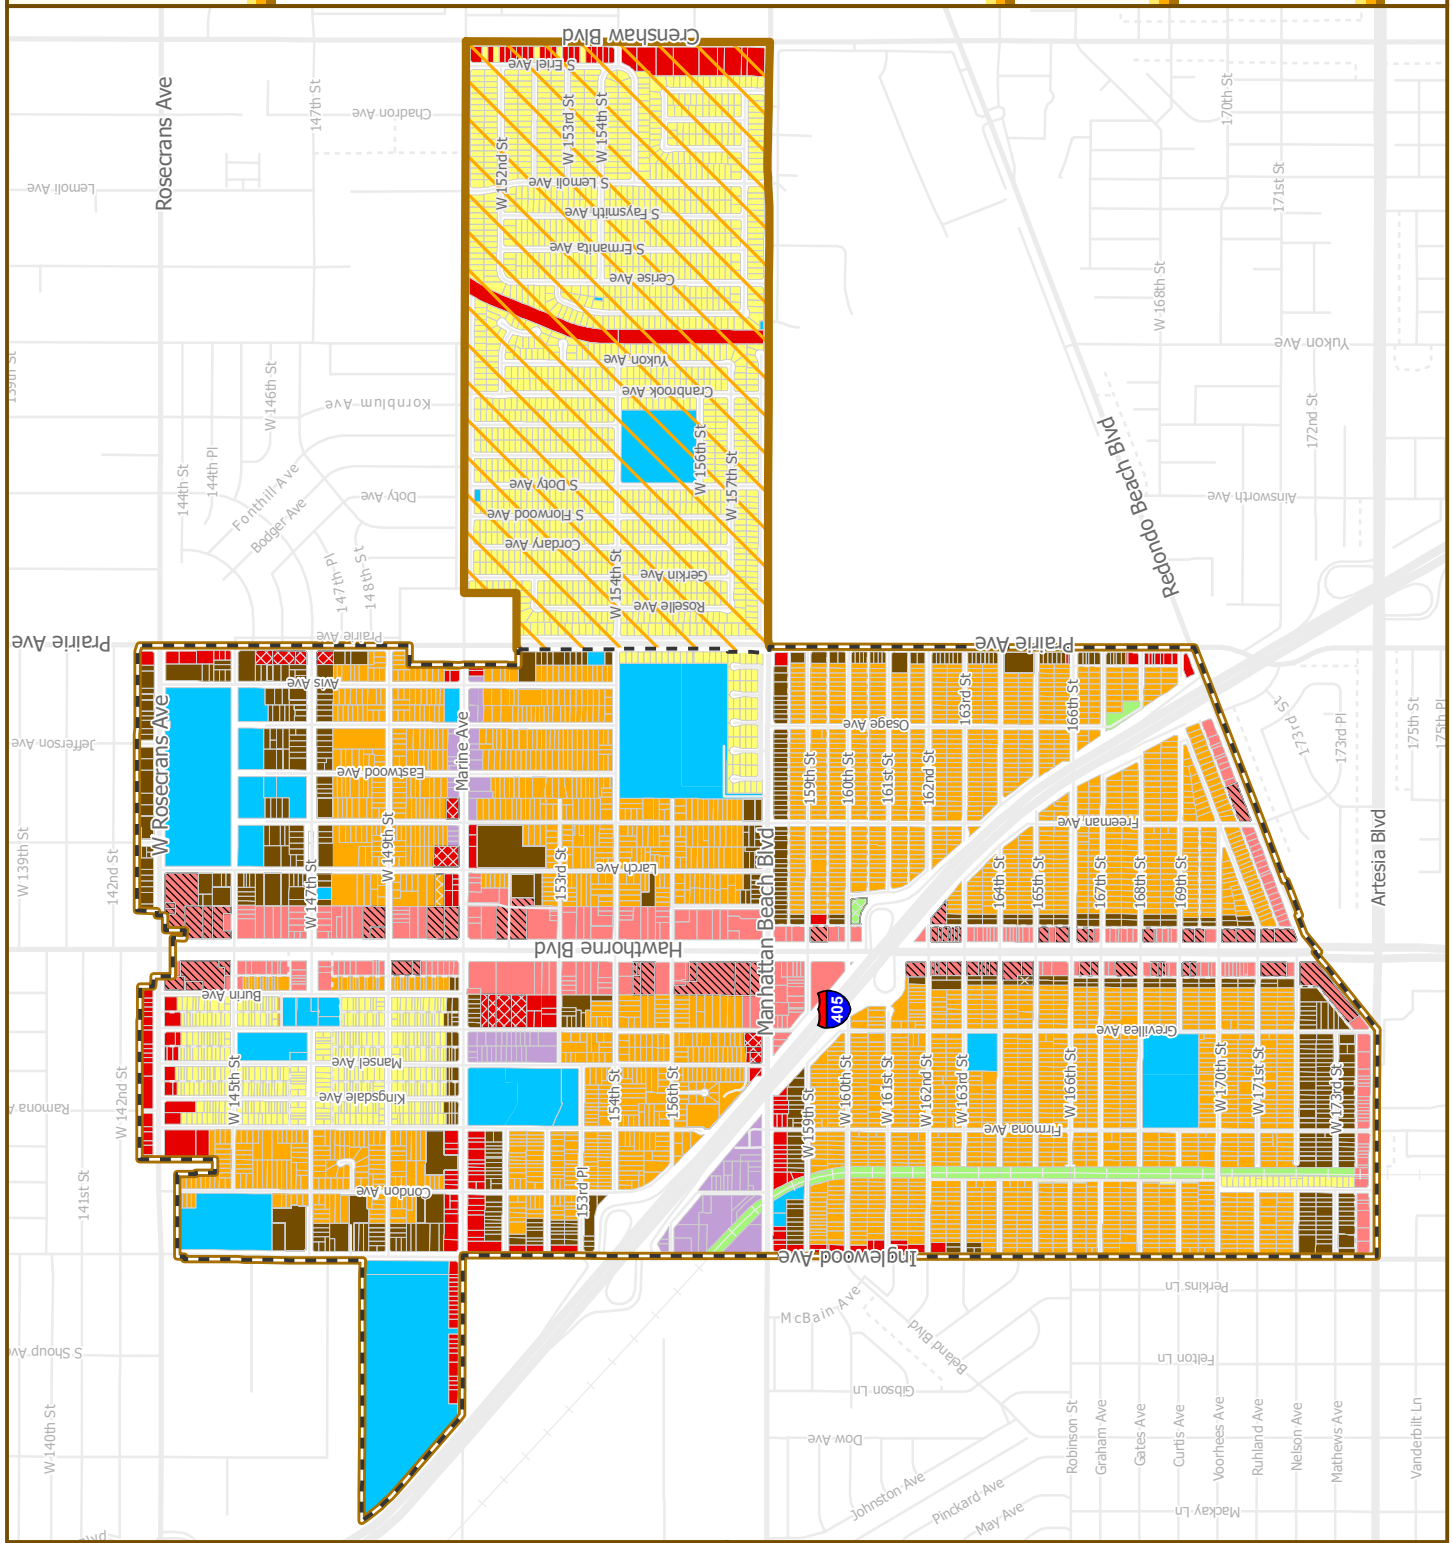 Crenshaw Blvd
S Eriel Ave
Rosecrans Ave
147th St
Chadron Ave
W 153rd St
W 154th St
170th St
W 152nd St
Lemoli Ave
S Lemoli Ave
171st St
S Faysmith Ave
S Ermanita Ave
Cerise Ave
W 168th St
Yukon Ave
Yukon Ave
139th St
W 146th St
Cranbrook Ave
Kornblum Ave
172nd St
Redondo Beach Blvd
144th St
144th Pl
W 156th St
W 157th St
Fonthill Ave
Bodger Ave
Doty Ave
S Doty Ave
Ainsworth Ave
S Florwood Ave
Cordary Ave
147th Pl
148th St
W 154th St
Gerkin Ave
Roselle Ave
Prairie Ave
Prairie Ave
Prairie Ave
Avis Ave
163rd St
166th St
Osage Ave
W Rosecrans Ave
Jefferson Ave
Marine Ave
173rd St
173rd Pl
175th St
175th Pl
Eastwood Ave
159th St
160th St
161st St
162nd St
W 139th St
142nd St
149th St
W 147th St
153rd St
Larch Ave
Manhattan Beach Blvd
Freeman Ave
164th St
165th St
167th St
168th St
169th St
Artesia Blvd
Hawthorne Blvd
Burin Ave
405
Grevillea Ave
Mansel Ave
Kingsdale Ave
W 145th St
Ramona Ave
W 142nd St
154th St
156th St
W 159th St
W 160th St
W 161st St
W 162nd St
W 163rd St
W 166th St
W 170th St
W 171st St
W 173rd St
Firmona Ave
141st St
Condon Ave
153rd Pl
Inglewood Ave
Perkins Ln
McBain Ave
Beland Blvd
S Shoup Ave
Felton Ln
Gibson Ln
W 140th St
Dow Ave
Robinson St
Graham Ave
Gates Ave
Curtis Ave
Voorhees Ave
Ruhland Ave
Nelson Ave
Mathews Ave
Vanderbilt Ln
Johnston Ave
Pinckard Ave
May Ave
Mackay Ln